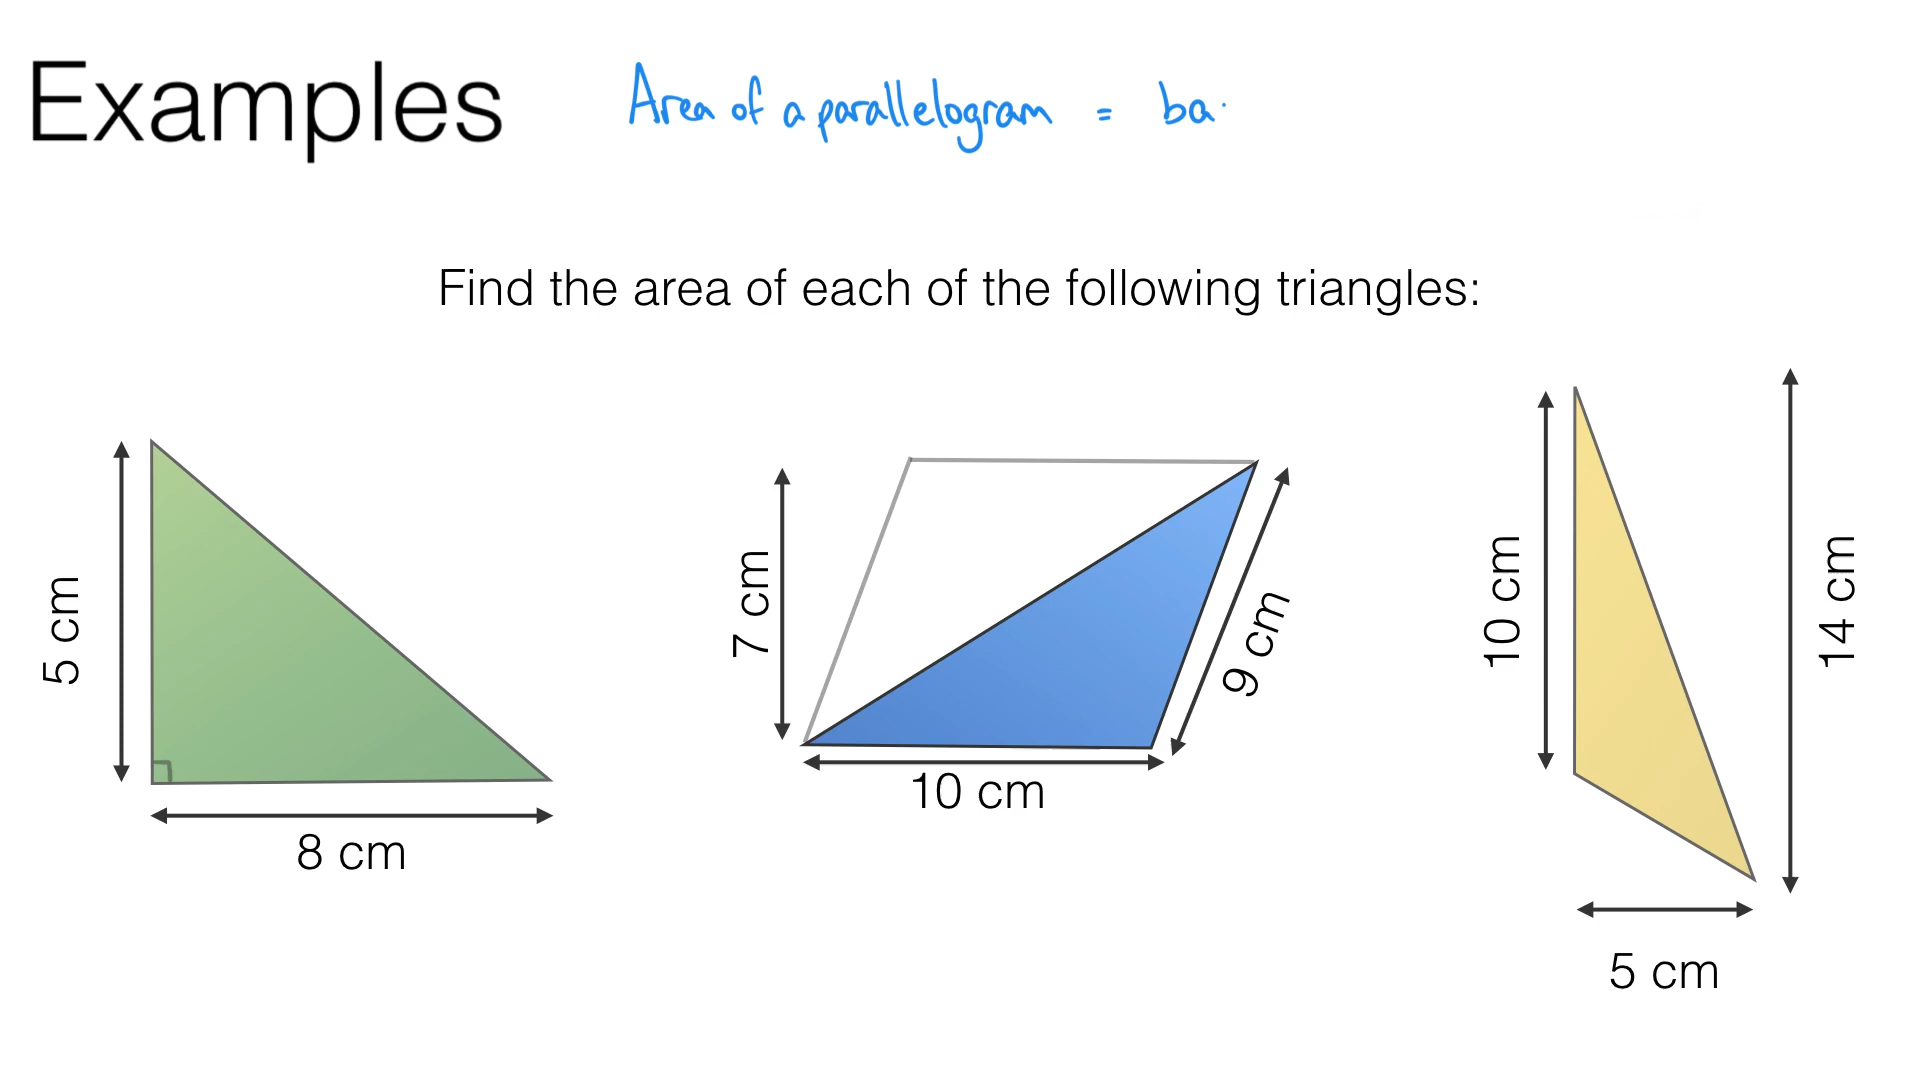 Examples
Area of a parallelogram = ba
Find the area of each of the following triangles:
5 cm
8 cm
7 cm
10 cm
9 cm
10 cm
14 cm
5 cm